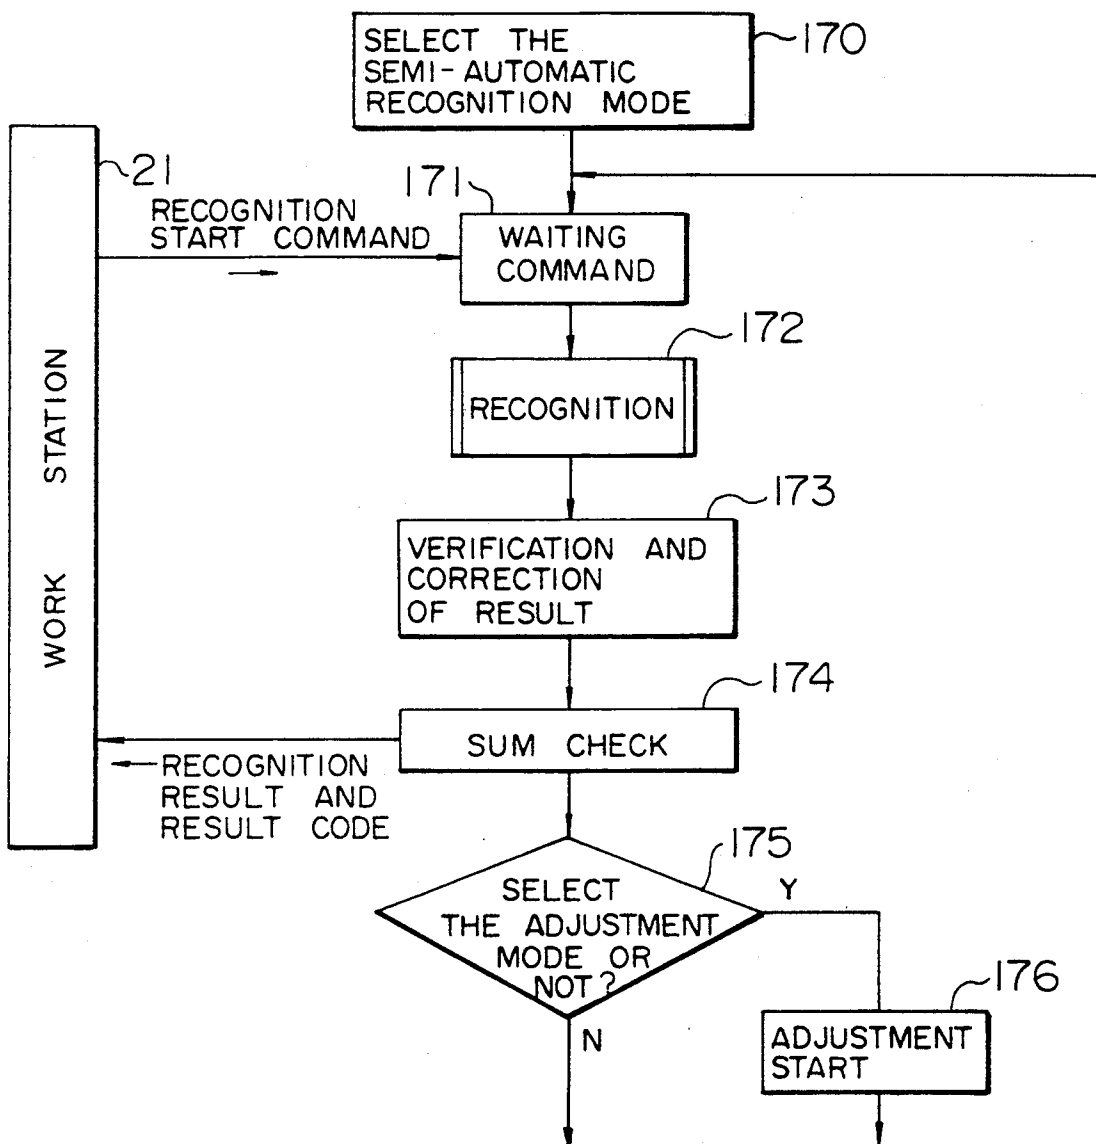 SELECT THE
SEMI-AUTOMATIC
RECOGNITION MODE
170
21
RECOGNITION
START COMMAND
171
WAITING
COMMAND
172
RECOGNITION
WORK STATION
173
VERIFICATION AND
CORRECTION
OF RESULT
174
SUM CHECK
RECOGNITION
RESULT AND
RESULT CODE
175
SELECT
THE ADJUSTMENT
MODE OR
NOT?
Y
N
176
ADJUSTMENT
START